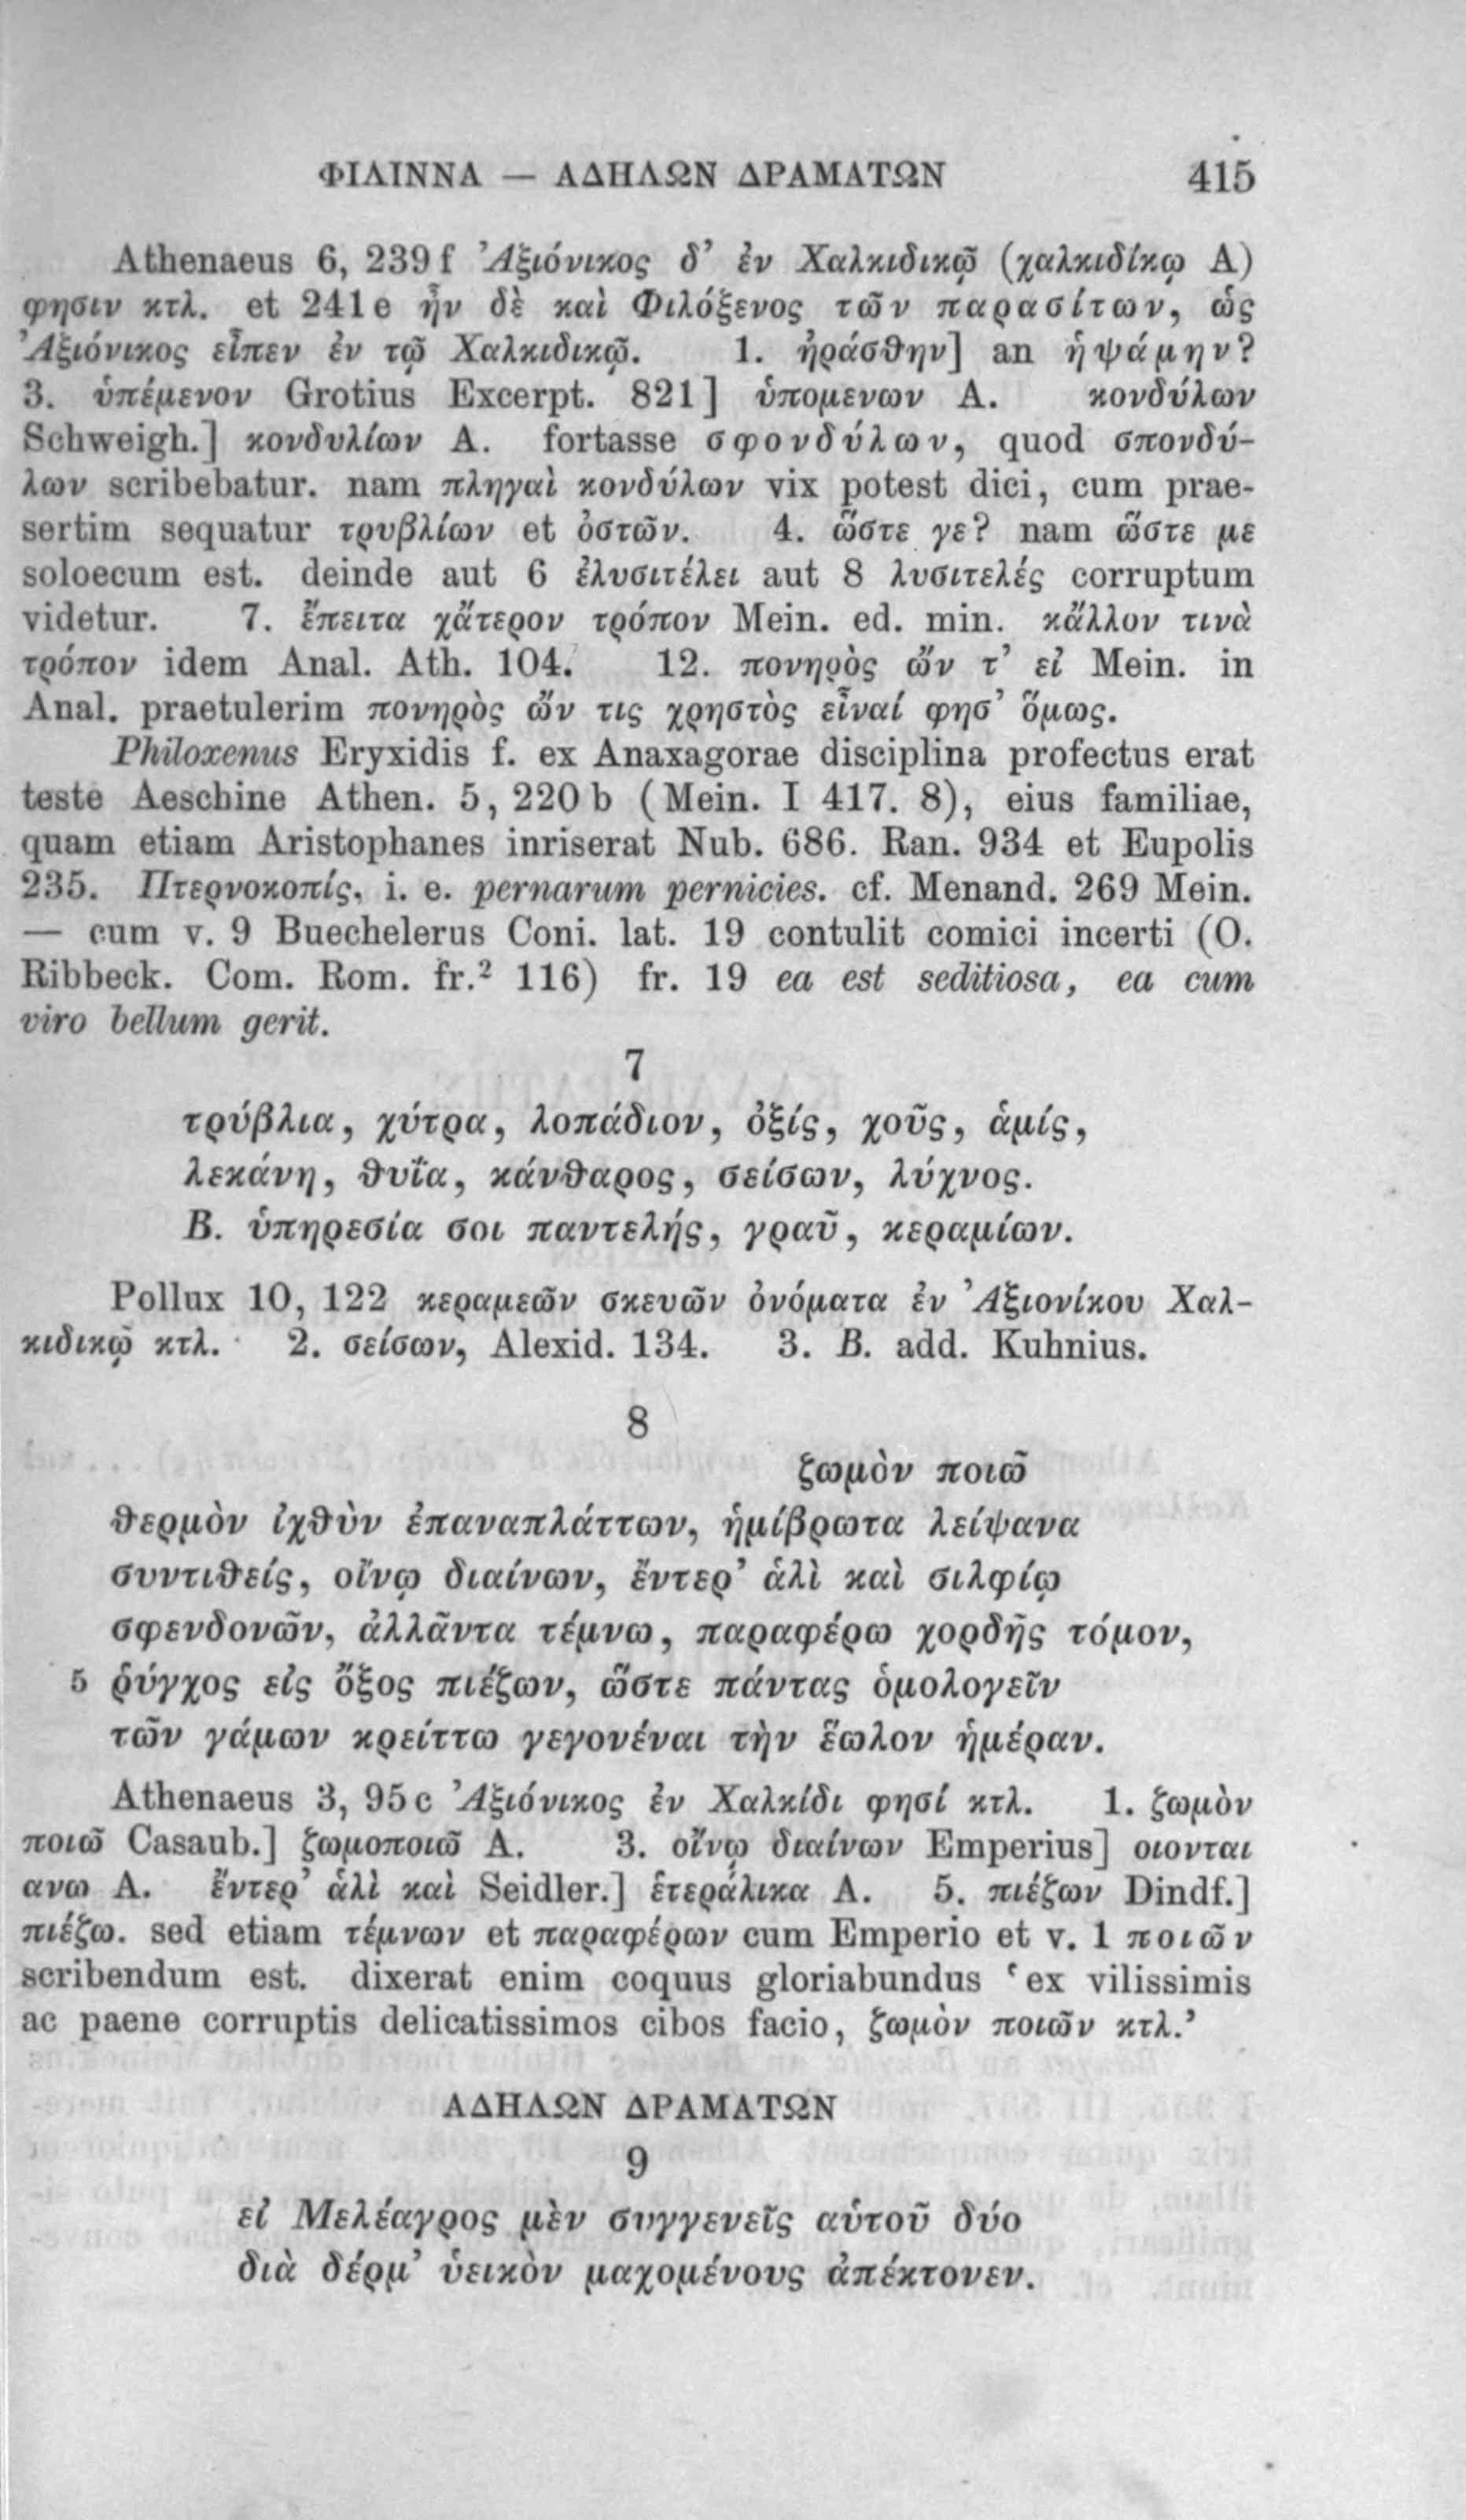 ΦΙΛΙΝΝΑ — ΑΔΗΛΩΝ ΔΡΑΜΑΤΩΝ 415
Athenaeus 6, 239 f Ἀξιόνικος δ’ ἐν Χαλκιδικῷ (χαλκιδίκῳ A)
φησιν κτλ. et 241 e ἦν δὲ καὶ Φιλόξενος τῶν παρασίτων, ὡς
Ἀξιόνικος εἶπεν ἐν τῷ Χαλκιδικῷ. 1. ἠράσθην] an ἡψάμην?
3. ὑπέμενον Grotius Excerpt. 821] ὑπομενων A. κονδύλων
Schweigh.] κονδυλίων A. fortasse σφονδύλων, quod σπονδύ-
λων scribebatur. nam πληγαὶ κονδύλων vix potest dici, cum prae-
sertim sequatur τρυβλίων et ὀστῶν. 4. ὥστε γε? nam ὥστε με
soloecum est. deinde aut 6 ἐλυσιτέλει aut 8 λυσιτελές corruptum
videtur. 7. ἔπειτα χἄτερον τρόπον Mein. ed. min. κἄλλον τινὰ
τρόπον idem Anal. Ath. 104. 12. πονηρὸς ὤν τ’ εἰ Mein. in
Anal. praetulerim πονηρὸς ὤν τις χρηστὸς εἶναί φησ’ ὅμως.
Philoxenus Eryxidis f. ex Anaxagorae disciplina profectus erat
teste Aeschine Athen. 5, 220 b (Mein. I 417. 8), eius familiae,
quam etiam Aristophanes inriserat Nub. 686. Ran. 934 et Eupolis
235. Πτερνοκοπίς, i. e. pernarum pernicies. cf. Menand. 269 Mein.
— cum v. 9 Buechelerus Coni. lat. 19 contulit comici incerti (O.
Ribbeck. Com. Rom. fr.² 116) fr. 19 ea est seditiosa, ea cum
viro bellum gerit.
7
τρύβλια, χύτρα, λοπάδιον, ὀξίς, χοῦς, ἁμίς,
λεκάνη, θυΐα, κάνθαρος, σείσων, λύχνος.
Β. ὑπηρεσία σοι παντελής, γραῦ, κεραμίων.
Pollux 10, 122 κεραμεῶν σκευῶν ὀνόματα ἐν Ἀξιονίκου Χαλ-
κιδικῷ κτλ. 2. σείσων, Alexid. 134. 3. Β. add. Kuhnius.
8
ζωμὸν ποιῶ
θερμὸν ἰχθὺν ἐπαναπλάττων, ἡμίβρωτα λείψανα
συντιθείς, οἴνῳ διαίνων, ἔντερ’ ἁλὶ καὶ σιλφίῳ
σφενδονῶν, ἀλλᾶντα τέμνω, παραφέρω χορδῆς τόμον,
5 ῥύγχος εἰς ὄξος πιέζων, ὥστε πάντας ὁμολογεῖν
τῶν γάμων κρείττω γεγονέναι τὴν ἕωλον ἡμέραν.
Athenaeus 3, 95 c Ἀξιόνικος ἐν Χαλκίδι φησί κτλ. 1. ζωμὸν
ποιῶ Casaub.] ζωμοποιῶ A. 3. οἴνῳ διαίνων Emperius] οιονται
ανω A. ἔντερ’ ἁλὶ καὶ Seidler.] ἑτεράλικα A. 5. πιέζων Dindf.]
πιέζω. sed etiam τέμνων et παραφέρων cum Emperio et v. 1 ποιῶν
scribendum est. dixerat enim coquus gloriabundus ‘ex vilissimis
ac paene corruptis delicatissimos cibos facio, ζωμὸν ποιῶν κτλ.’
ΑΔΗΛΩΝ ΔΡΑΜΑΤΩΝ
9
εἰ Μελέαγρος μὲν συγγενεῖς αὑτοῦ δύο
διὰ δέρμ’ ὑεικὸν μαχομένους ἀπέκτονεν.